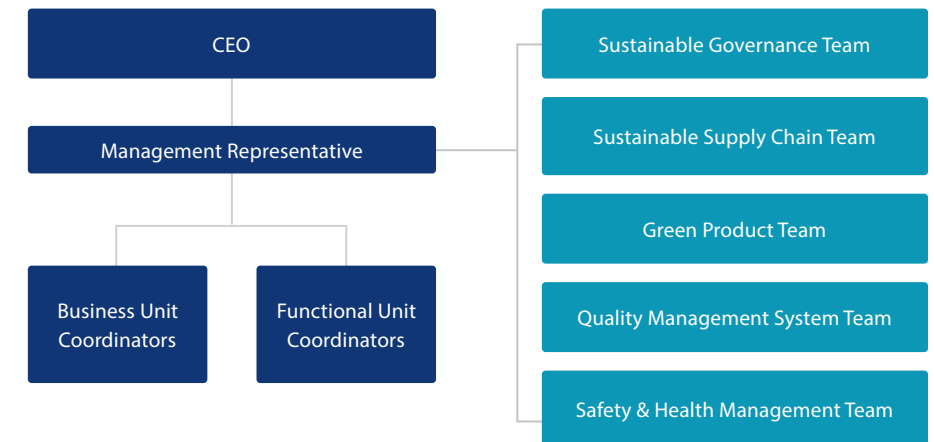 CEO
Management Representative
Business Unit
Coordinators
Functional Unit
Coordinators
Sustainable Governance Team
Sustainable Supply Chain Team
Green Product Team
Quality Management System Team
Safety & Health Management Team